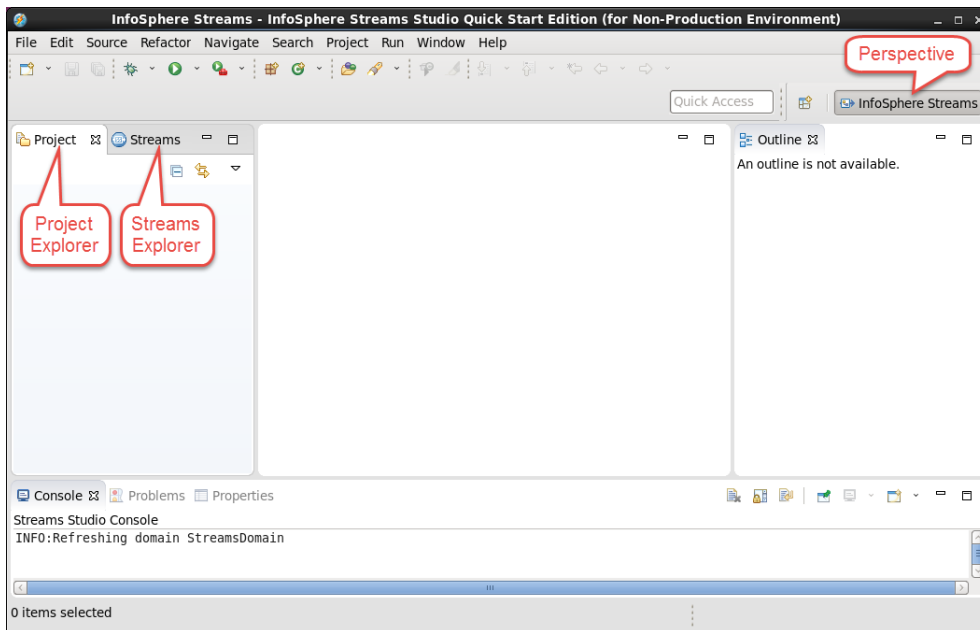 InfoSphere Streams - InfoSphere Streams Studio Quick Start Edition (for Non-Production Environment)
File Edit Source Refactor Navigate Search Project Run Window Help
Perspective
Quick Access
InfoSphere Streams
Project
Streams
Outline
An outline is not available.
Project
Explorer
Streams
Explorer
Console
Problems
Properties
Streams Studio Console
INFO:Refreshing domain StreamsDomain
0 items selected